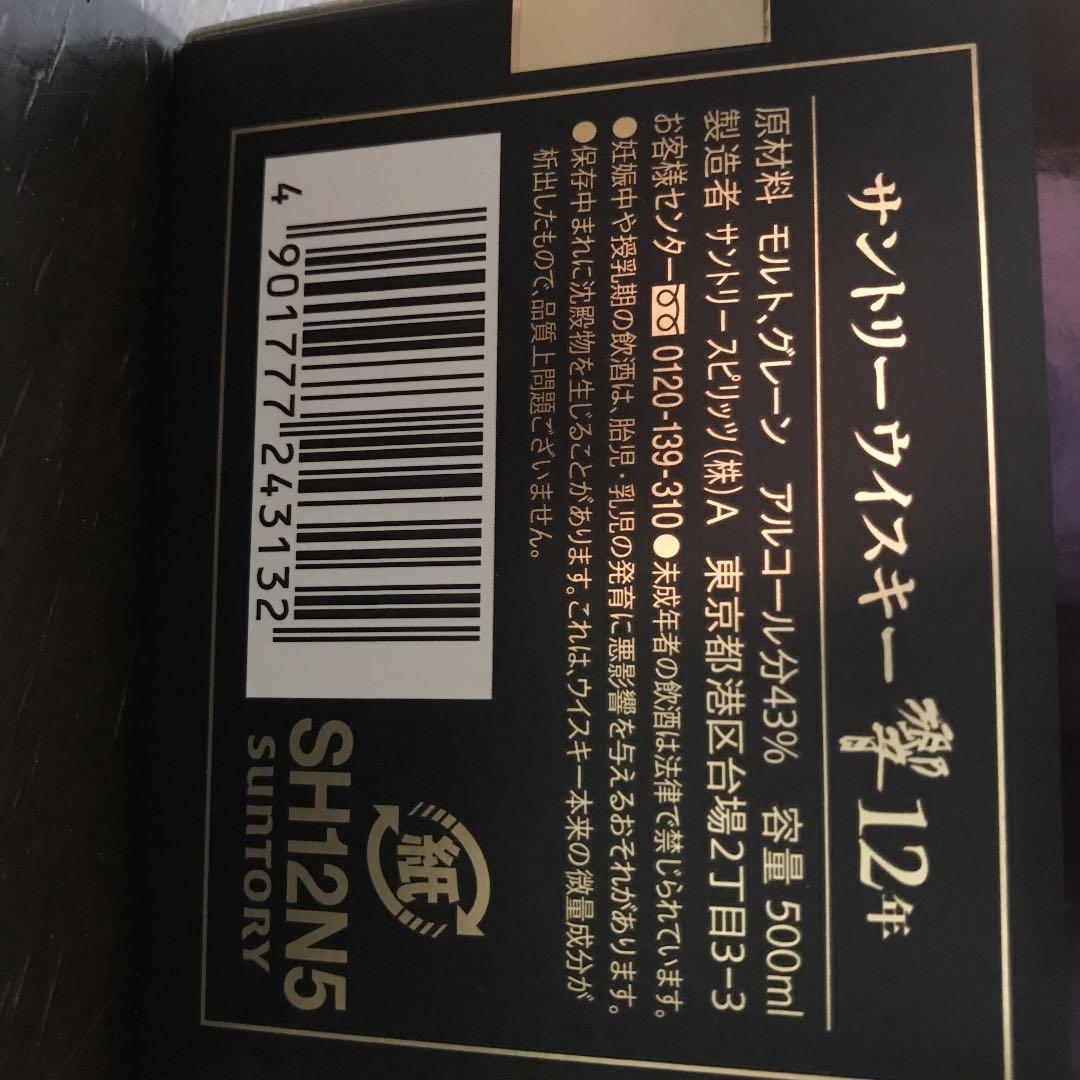 サントリーウイスキー響12年
原材料 モルト、グレーン アルコール分43% 容量 500ml
製造者 サントリースピリッツ(株)A 東京都港区台場2丁目3-3
お客様センター 0120-139-310●未成年者の飲酒は法律で禁じられています。
●妊娠中や授乳期の飲酒は、胎児・乳児の発育に悪影響を与えるおそれがあります。
●保存中まれに沈殿物を生じることがあります。これは、ウイスキー本来の微量成分が
析出したもので、品質上問題ございません。
4 901777 243132
紙
SH12N5
SUNTORY